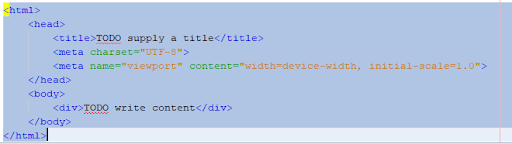 <html>
    <head>
        <title>TODO supply a title</title>
        <meta charset="UTF-8">
        <meta name="viewport" content="width=device-width, initial-scale=1.0">
    </head>
    <body>
        <div>TODO write content</div>
    </body>
</html>